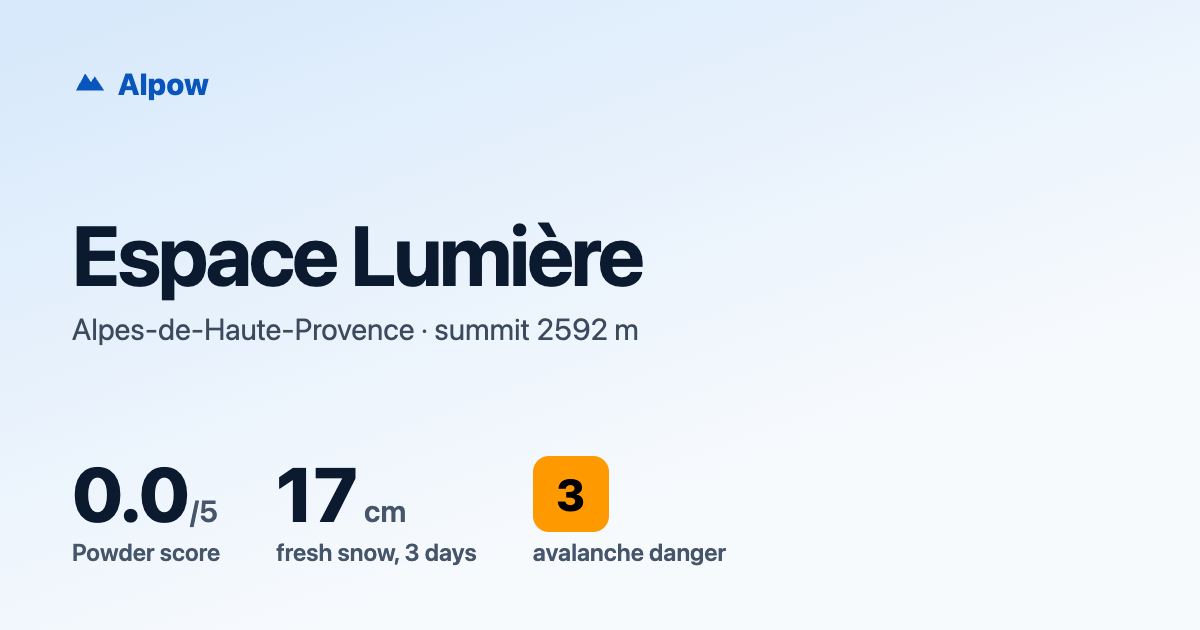 Alpow
Espace Lumière
Alpes-de-Haute-Provence · summit 2592 m
0.0/5 17 cm 3
Powder score fresh snow, 3 days avalanche danger